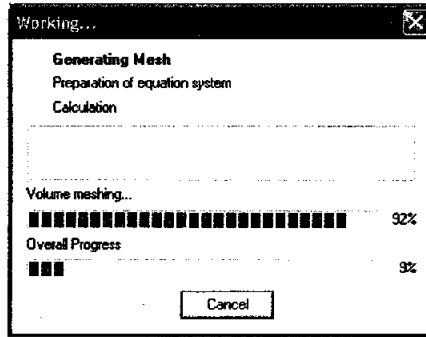 Working...
Generating Mesh
Preparation of equation system
Calculation
Volume meshing...
92%
Overall Progress
9%
Cancel